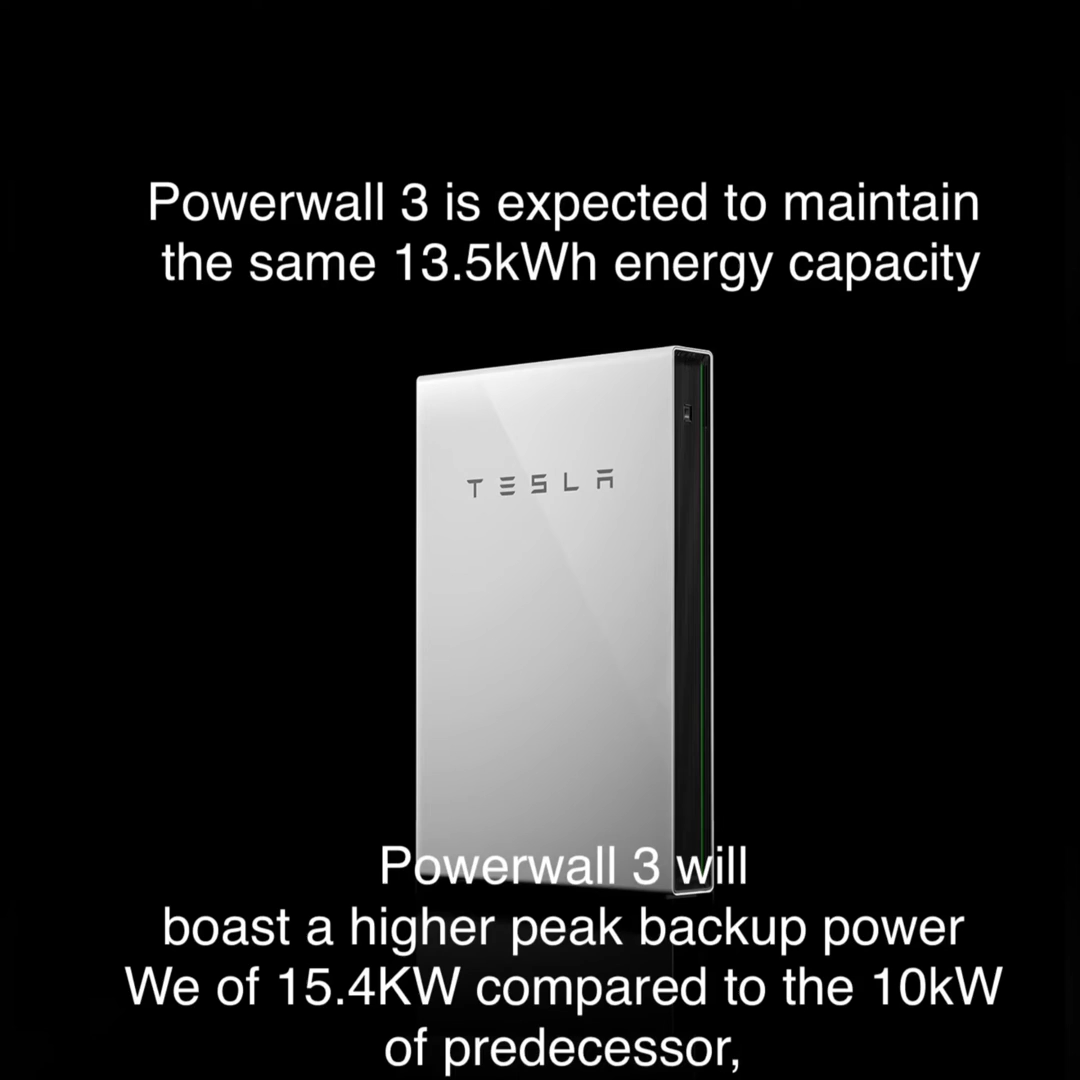 Powerwall 3 is expected to maintain
the same 13.5kWh energy capacity
TESLA
Powerwall 3 will
boast a higher peak backup power
We of 15.4KW compared to the 10kW
of predecessor,